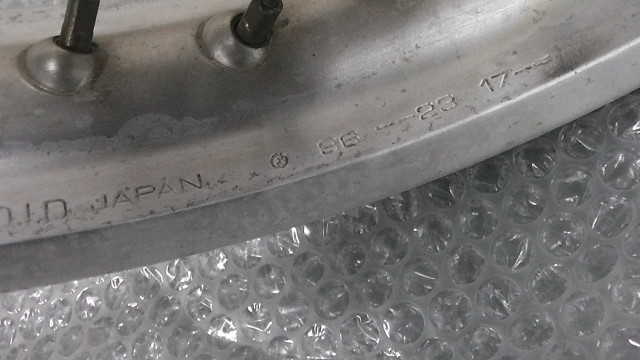 D.I.D JAPAN 96 -- 23 17--